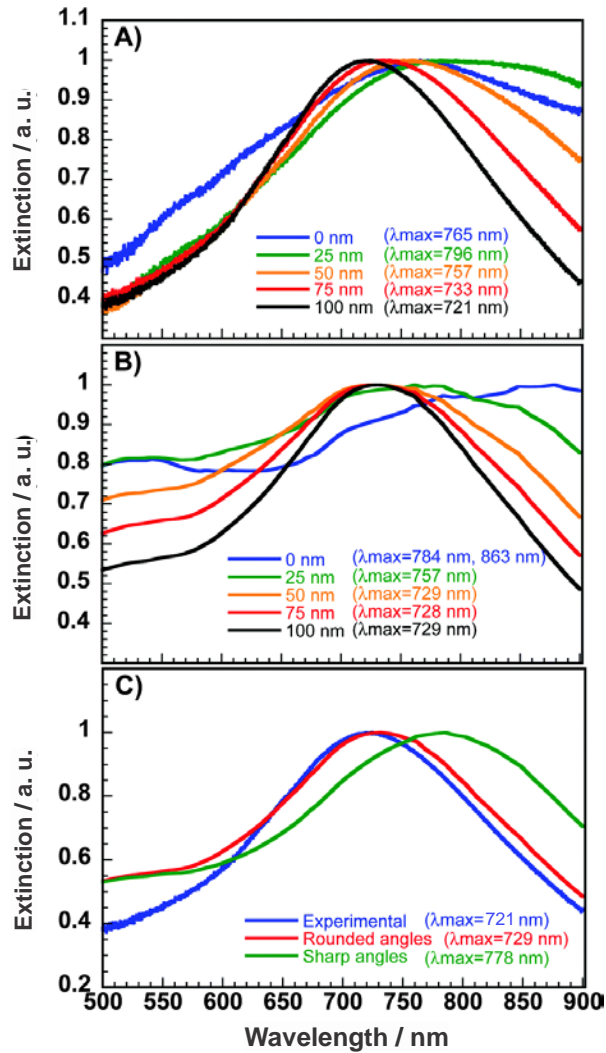 A)
Extinction / a. u.
1.1
1
0.9
0.8
0.7
0.6
0.5
0.4
0 nm (λmax=765 nm)
25 nm (λmax=796 nm)
50 nm (λmax=757 nm)
75 nm (λmax=733 nm)
100 nm (λmax=721 nm)
B)
Extinction / a. u.)
1
0.9
0.8
0.7
0.6
0.5
0.4
0 nm (λmax=784 nm, 863 nm)
25 nm (λmax=757 nm)
50 nm (λmax=729 nm)
75 nm (λmax=728 nm)
100 nm (λmax=729 nm)
C)
Extinction / a. u.
1
0.8
0.6
0.4
0.2
Experimental (λmax=721 nm)
Rounded angles (λmax=729 nm)
Sharp angles (λmax=778 nm)
500 550 600 650 700 750 800 850 900
Wavelength / nm